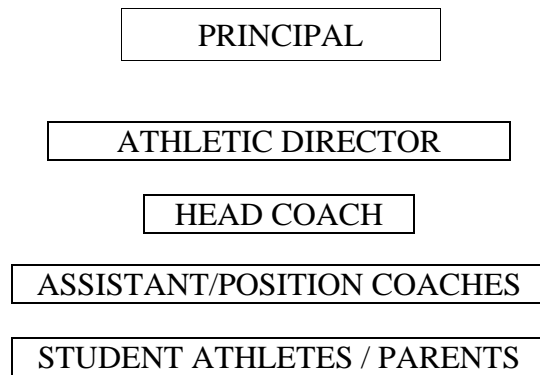 PRINCIPAL
ATHLETIC DIRECTOR
HEAD COACH
ASSISTANT/POSITION COACHES
STUDENT ATHLETES / PARENTS